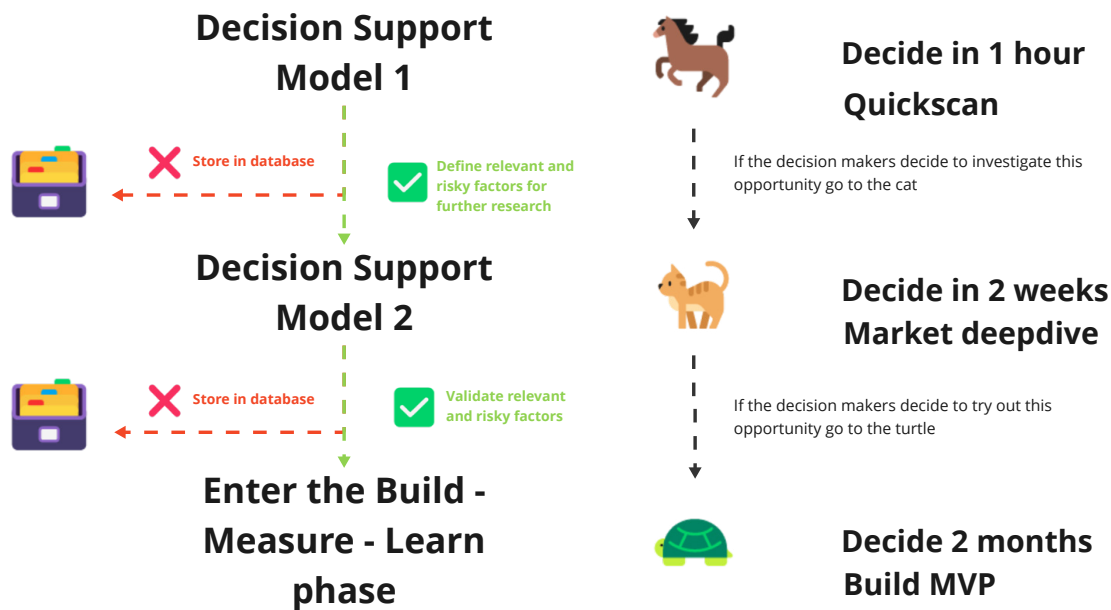 Decision Support
Model 1
Store in database
Define relevant and
risky factors for
further research
Decision Support
Model 2
Store in database
Validate relevant
and risky factors
Enter the Build -
Measure - Learn
phase
Decide in 1 hour
Quickscan
If the decision makers decide to investigate this
opportunity go to the cat
Decide in 2 weeks
Market deepdive
If the decision makers decide to try out this
opportunity go to the turtle
Decide 2 months
Build MVP